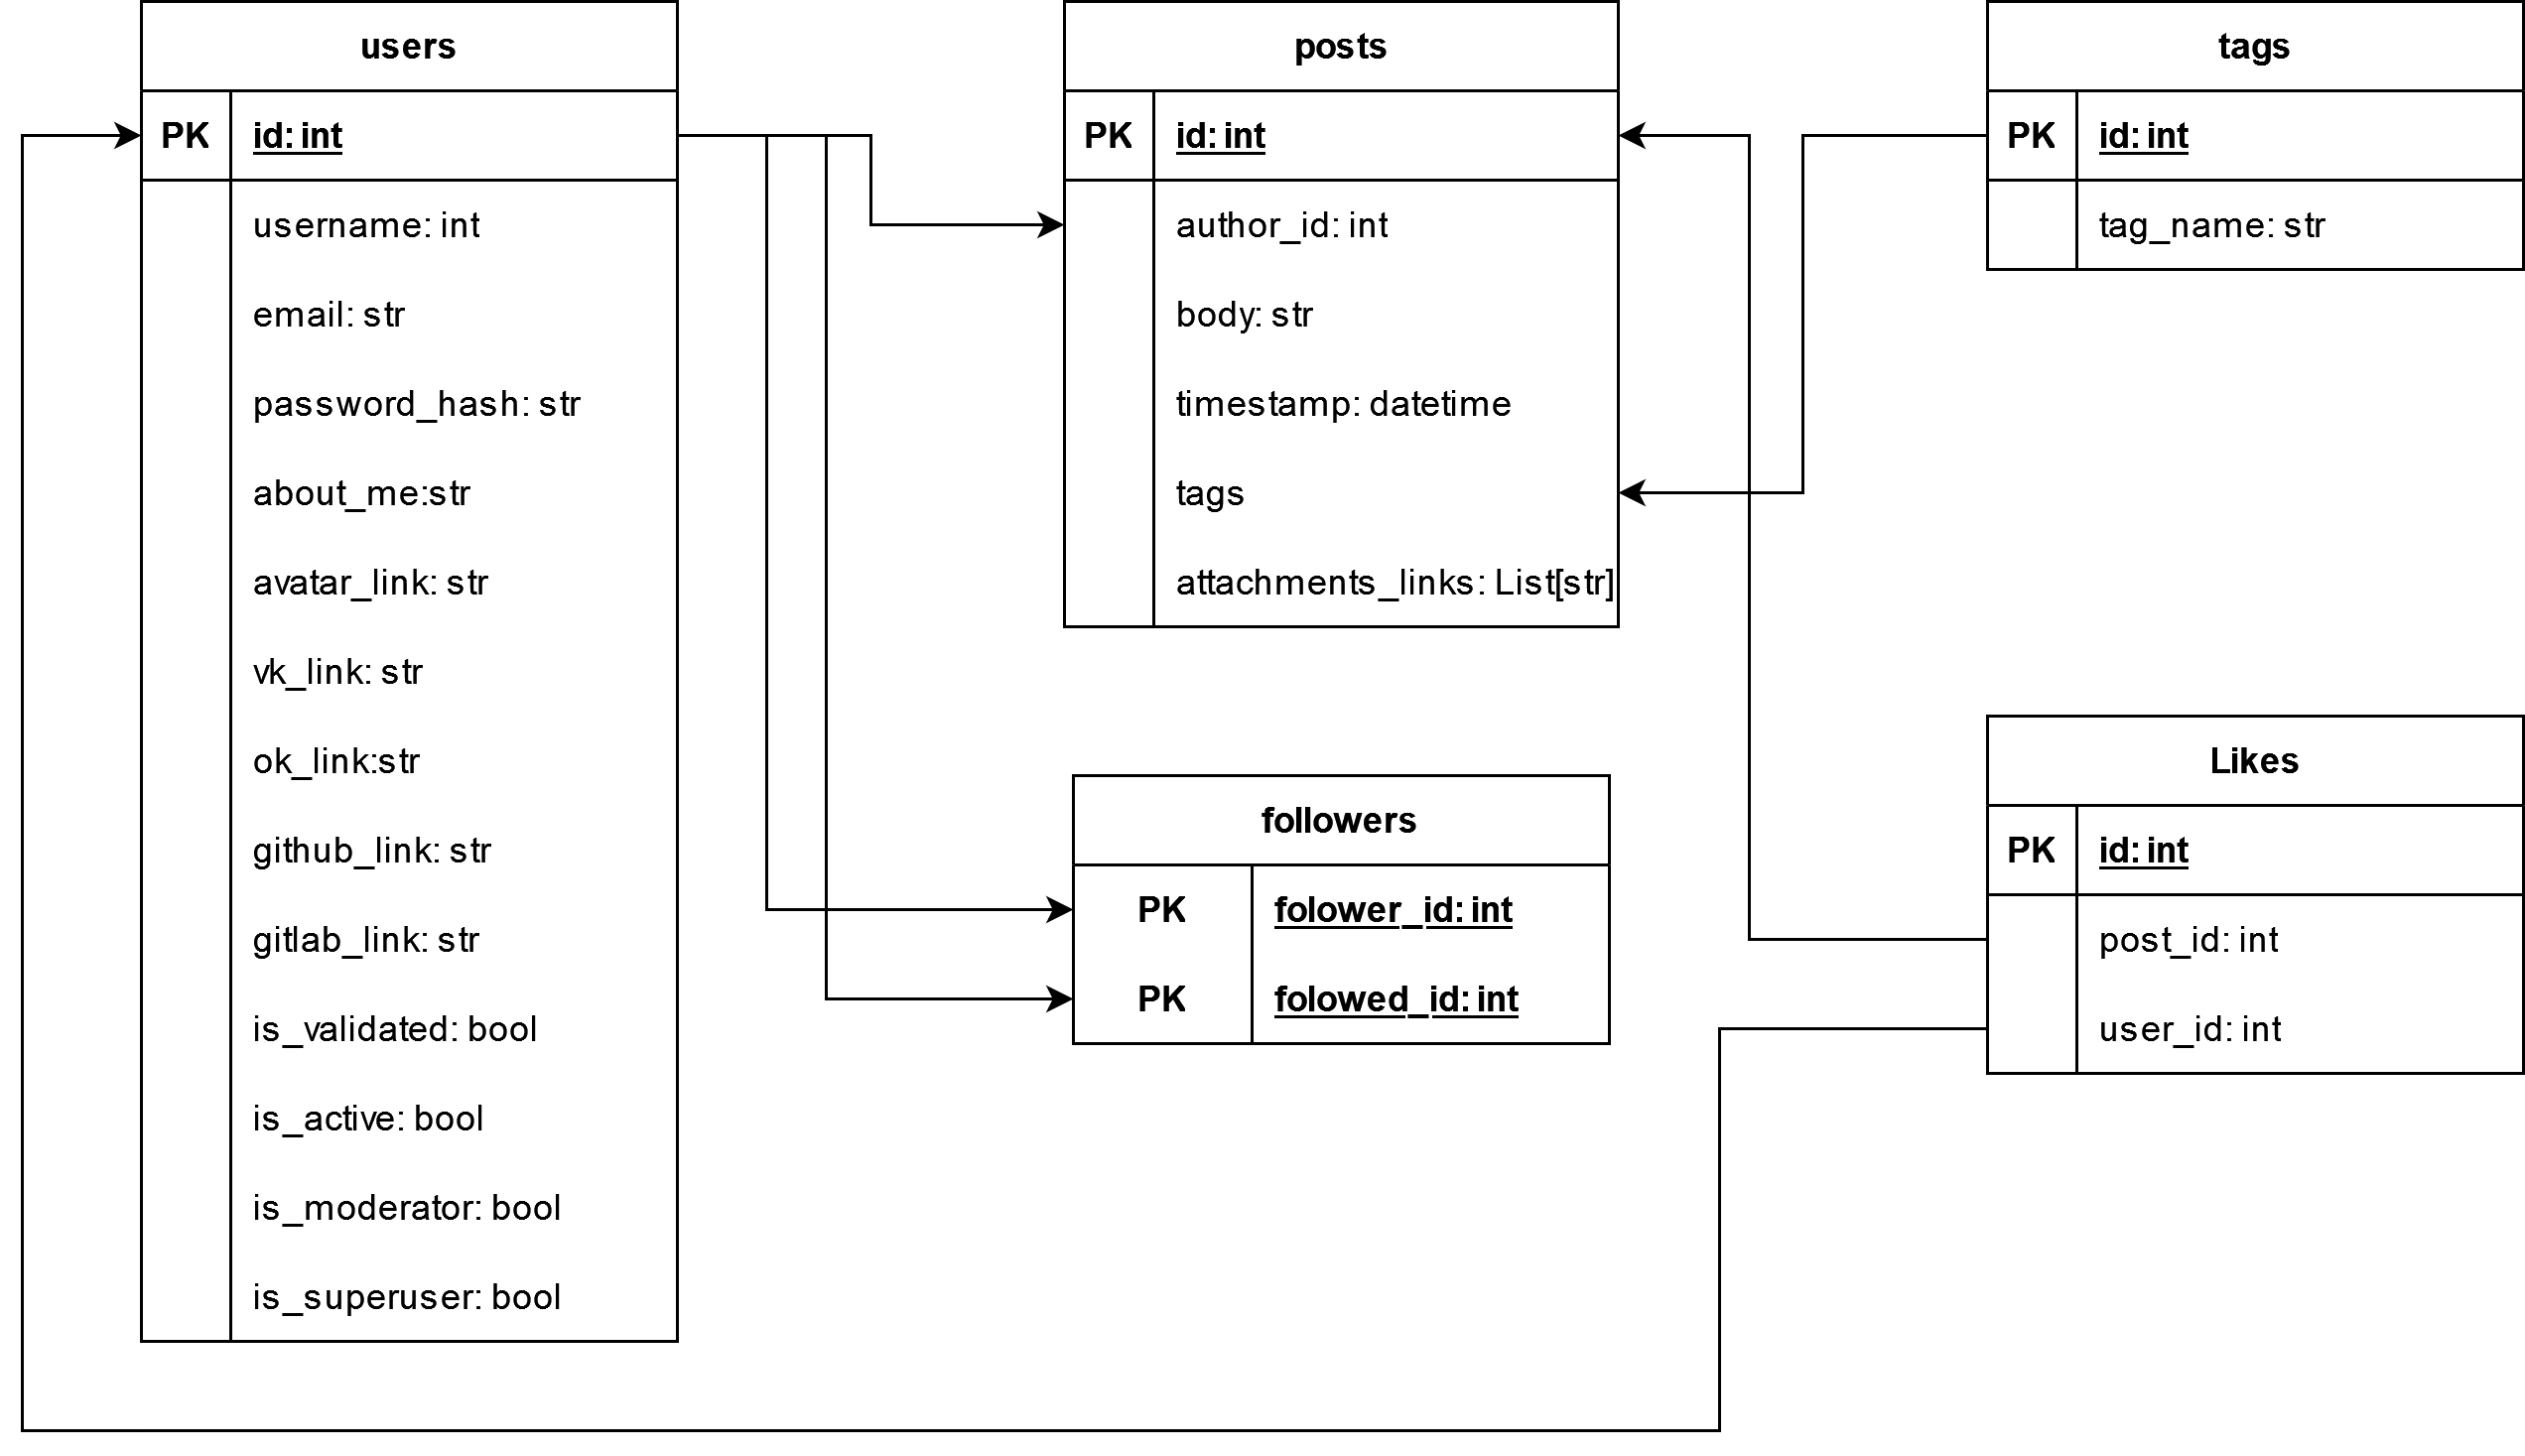 users
PK id: int
username: int
email: str
password_hash: str
about_me:str
avatar_link: str
vk_link: str
ok_link:str
github_link: str
gitlab_link: str
is_validated: bool
is_active: bool
is_moderator: bool
is_superuser: bool
posts
PK id: int
author_id: int
body: str
timestamp: datetime
tags
attachments_links: List[str]
followers
PK folower_id: int
PK folowed_id: int
tags
PK id: int
tag_name: str
Likes
PK id: int
post_id: int
user_id: int